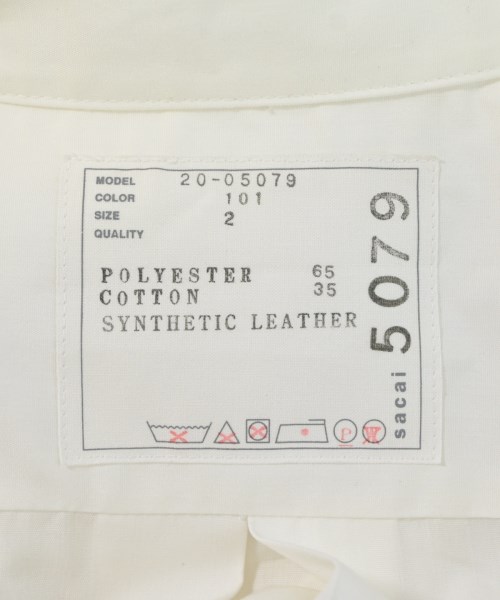 MODEL 20-05079
COLOR 101
SIZE 2
QUALITY
POLYESTER 65
COTTON 35
SYNTHETIC LEATHER
sacai 5079
P
W